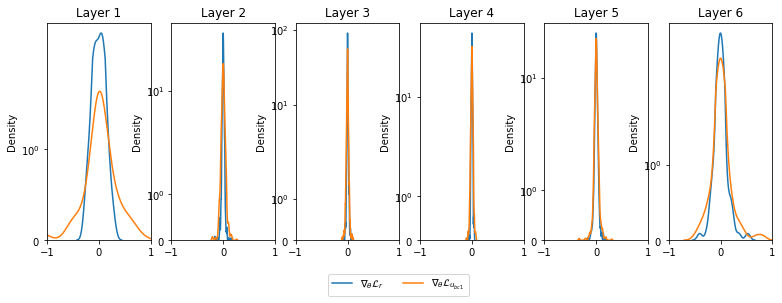 Layer 1 Layer 2 Layer 3 Layer 4 Layer 5 Layer 6
Density Density Density Density Density Density
10⁰ 0
10¹ 10⁰ 0
10² 10¹ 10⁰ 0
10¹ 10⁰ 0
10¹ 10⁰ 0
10⁰ 0
-1 0 1 -1 0 1 -1 0 1 -1 0 1 -1 0 1 -1 0 1
∇θℒr ∇θℒu_bc1